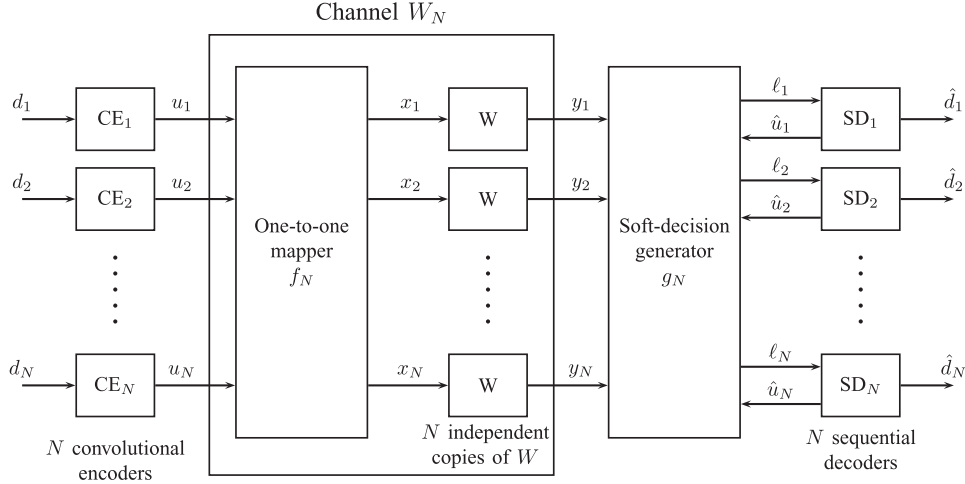 Channel W_N
d_1 CE_1 u_1 x_1 W y_1 ℓ_1 û_1 SD_1 d̂_1
d_2 CE_2 u_2 x_2 W y_2 ℓ_2 û_2 SD_2 d̂_2
One-to-one
mapper
f_N
Soft-decision
generator
g_N
d_N CE_N u_N x_N W y_N ℓ_N û_N SD_N d̂_N
N convolutional
encoders
N independent
copies of W
N sequential
decoders